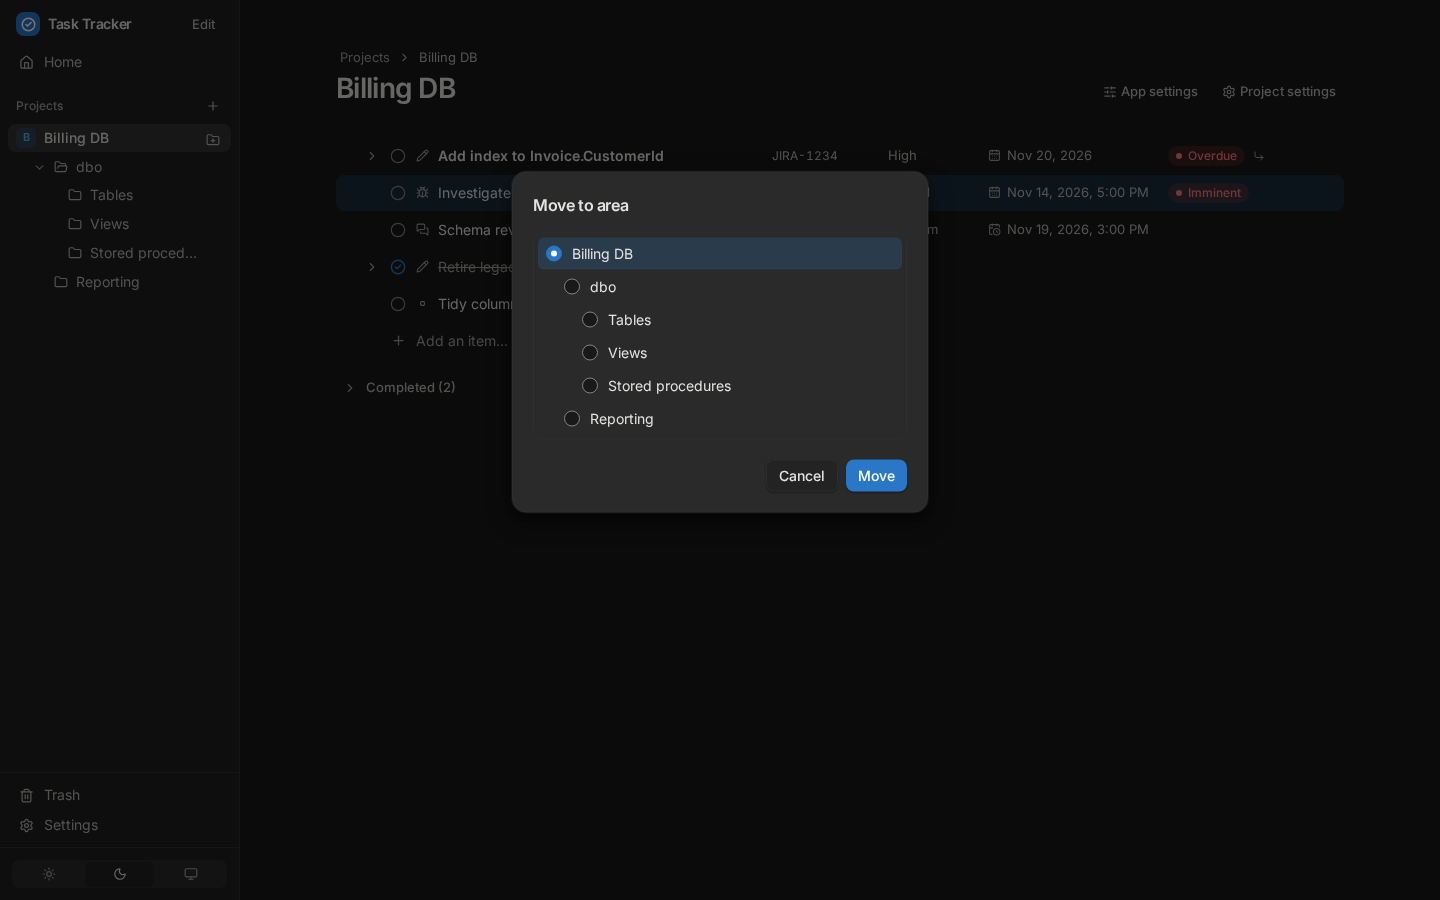 Task Tracker
Edit
Home
Projects
B Billing DB
dbo
Tables
Views
Stored proced...
Reporting
Trash
Settings
Projects > Billing DB
Billing DB
App settings
Project settings
Add index to Invoice.CustomerId JIRA-1234 High Nov 20, 2026 Overdue
Investigate Nov 14, 2026, 5:00 PM Imminent
Schema Nov 19, 2026, 3:00 PM
Retire
Tidy
Add an item...
Completed (2)
Move to area
Billing DB
dbo
Tables
Views
Stored procedures
Reporting
Cancel
Move